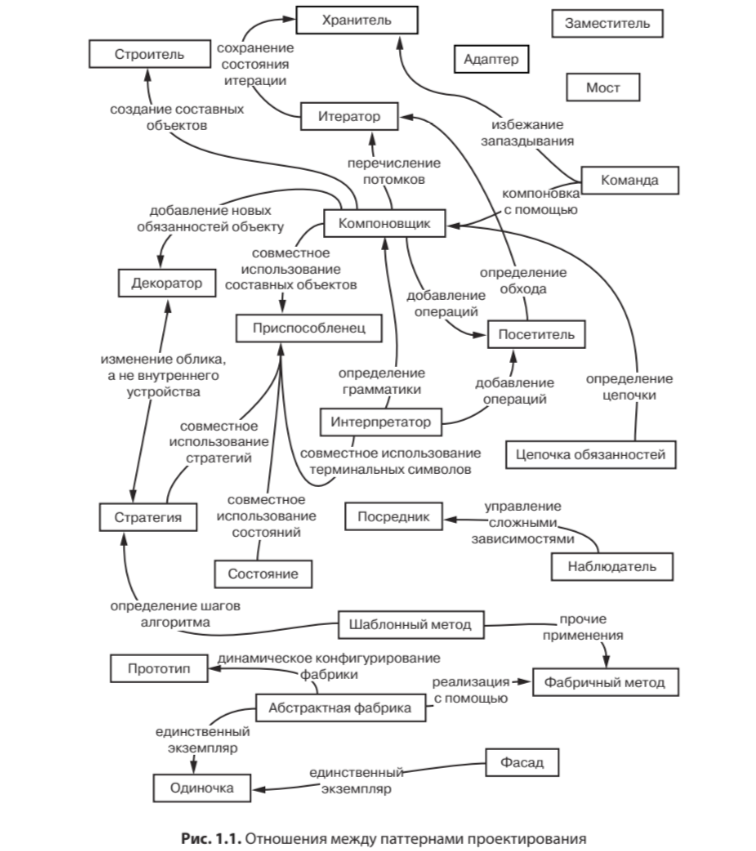 Хранитель
Заместитель
Строитель
сохранение
состояния
итерации
Адаптер
Мост
создание составных
объектов
Итератор
избежание
запаздывания
перечисление
потомков
Команда
компоновка
с помощью
добавление новых
обязанностей объекту
Компоновщик
совместное
использование
составных объектов
Декоратор
определение
обхода
добавление
операций
Приспособленец
Посетитель
изменение облика,
а не внутреннего
устройства
определение
грамматики
добавление
операций
определение
цепочки
Интерпретатор
совместное
использование
стратегий
совместное использование
терминальных символов
Цепочка обязанностей
Стратегия
совместное
использование
состояний
Посредник
управление
сложными
зависимостями
Состояние
Наблюдатель
определение шагов
алгоритма
Шаблонный метод
прочие
применения
Прототип
динамическое конфигурирование
фабрики
реализация
с помощью
Фабричный метод
Абстрактная фабрика
единственный
экземпляр
Фасад
Одиночка
единственный
экземпляр
Рис. 1.1. Отношения между паттернами проектирования